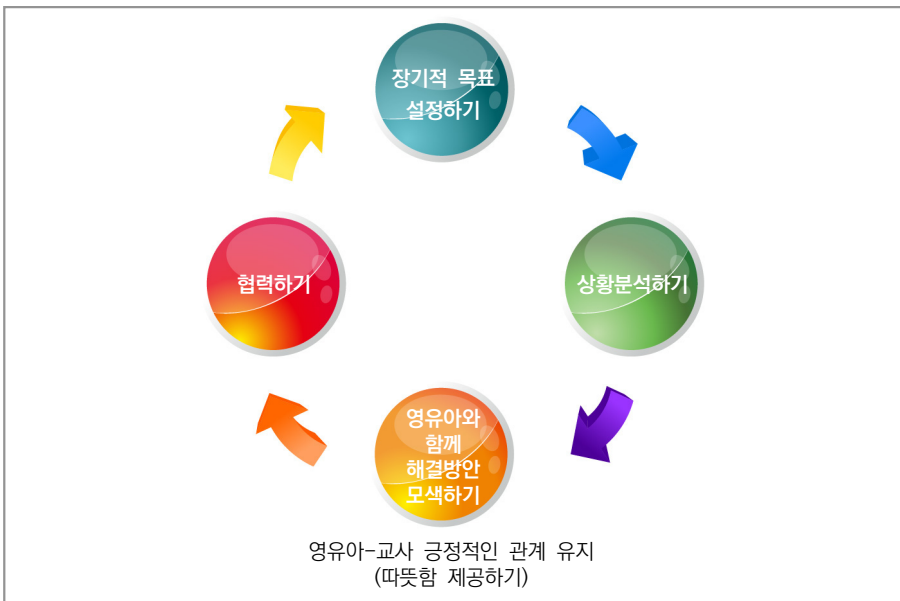 장기적 목표
설정하기
협력하기
상황분석하기
영유아와
함께
해결방안
모색하기
영유아-교사 긍정적인 관계 유지
(따뜻함 제공하기)